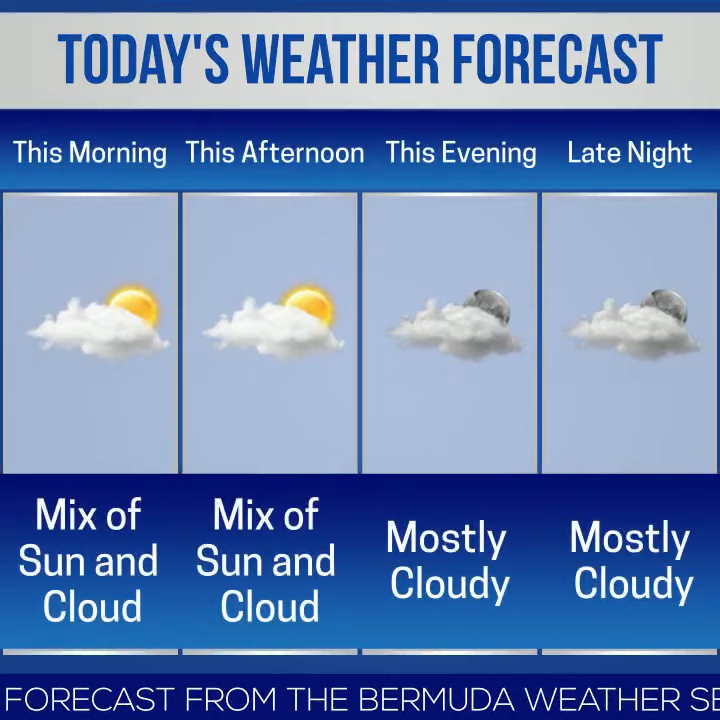 TODAY'S WEATHER FORECAST
This Morning
This Afternoon
This Evening
Late Night
Mix of
Sun and
Cloud
Mix of
Sun and
Cloud
Mostly
Cloudy
Mostly
Cloudy
FORECAST FROM THE BERMUDA WEATHER